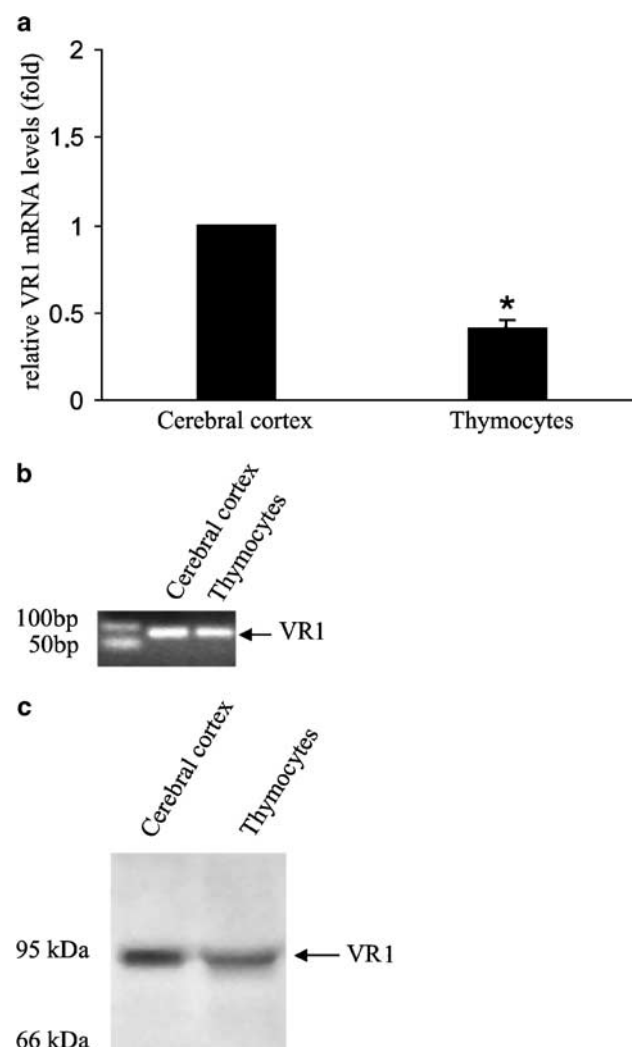 a
relative VR1 mRNA levels (fold)
2
1.5
1
0.5
0
*
Cerebral cortex
Thymocytes
b
Cerebral cortex
Thymocytes
100bp
50bp
VR1
c
Cerebral cortex
Thymocytes
95 kDa
VR1
66 kDa